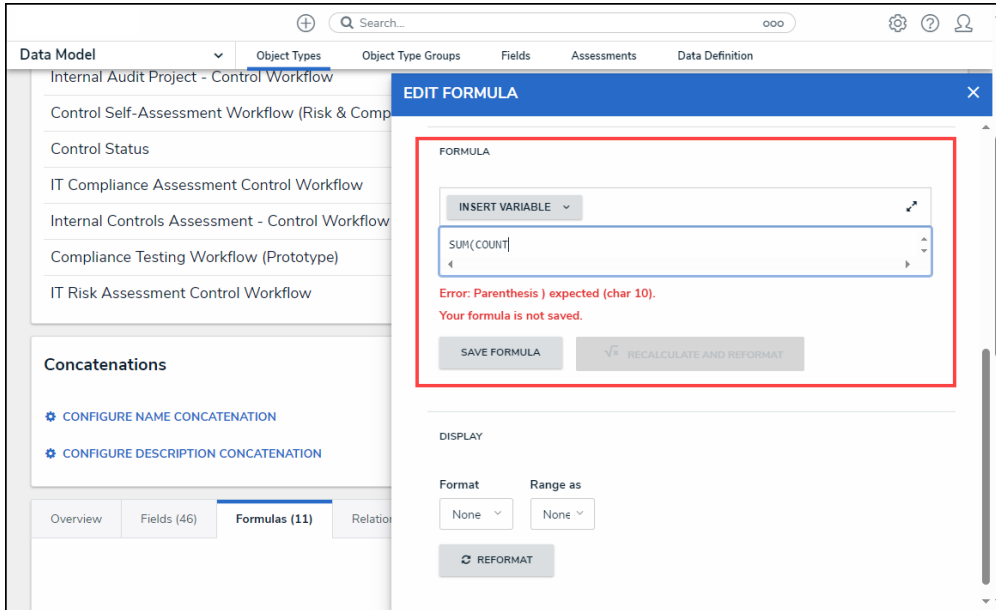 Search...
ooo
Data Model
Object Types
Object Type Groups
Fields
Assessments
Data Definition
Internal Audit Project - Control Workflow
Control Self-Assessment Workflow (Risk & Comp
Control Status
IT Compliance Assessment Control Workflow
Internal Controls Assessment - Control Workflow
Compliance Testing Workflow (Prototype)
IT Risk Assessment Control Workflow
Concatenations
CONFIGURE NAME CONCATENATION
CONFIGURE DESCRIPTION CONCATENATION
Overview
Fields (46)
Formulas (11)
Relation
EDIT FORMULA
FORMULA
INSERT VARIABLE
SUM(COUNT
Error: Parenthesis ) expected (char 10).
Your formula is not saved.
SAVE FORMULA
√x RECALCULATE AND REFORMAT
DISPLAY
Format
Range as
None
None
REFORMAT